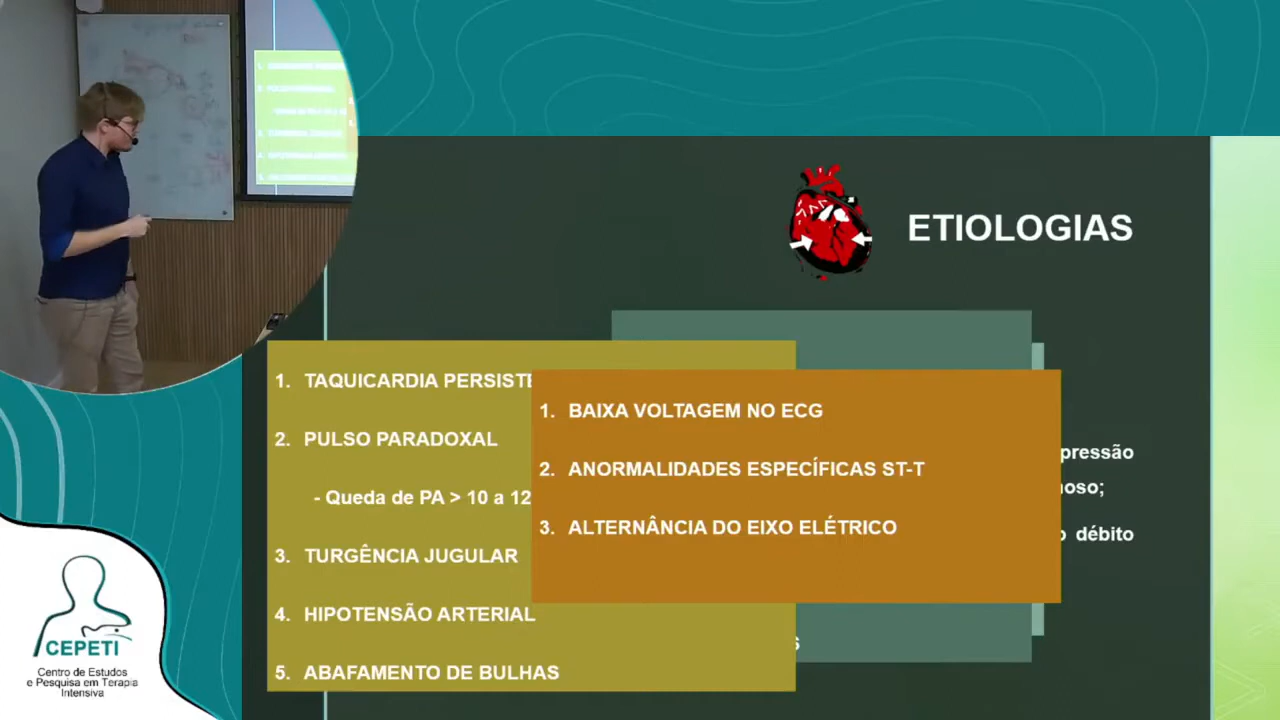 ETIOLOGIAS
1. TAQUICARDIA PERSISTE
2. PULSO PARADOXAL
- Queda de PA > 10 a 12
3. TURGÊNCIA JUGULAR
4. HIPOTENSÃO ARTERIAL
5. ABAFAMENTO DE BULHAS
1. BAIXA VOLTAGEM NO ECG
2. ANORMALIDADES ESPECÍFICAS ST-T
3. ALTERNÂNCIA DO EIXO ELÉTRICO
pressão
débito
CEPETI
Centro de Estudos
e Pesquisa em Terapia
Intensiva